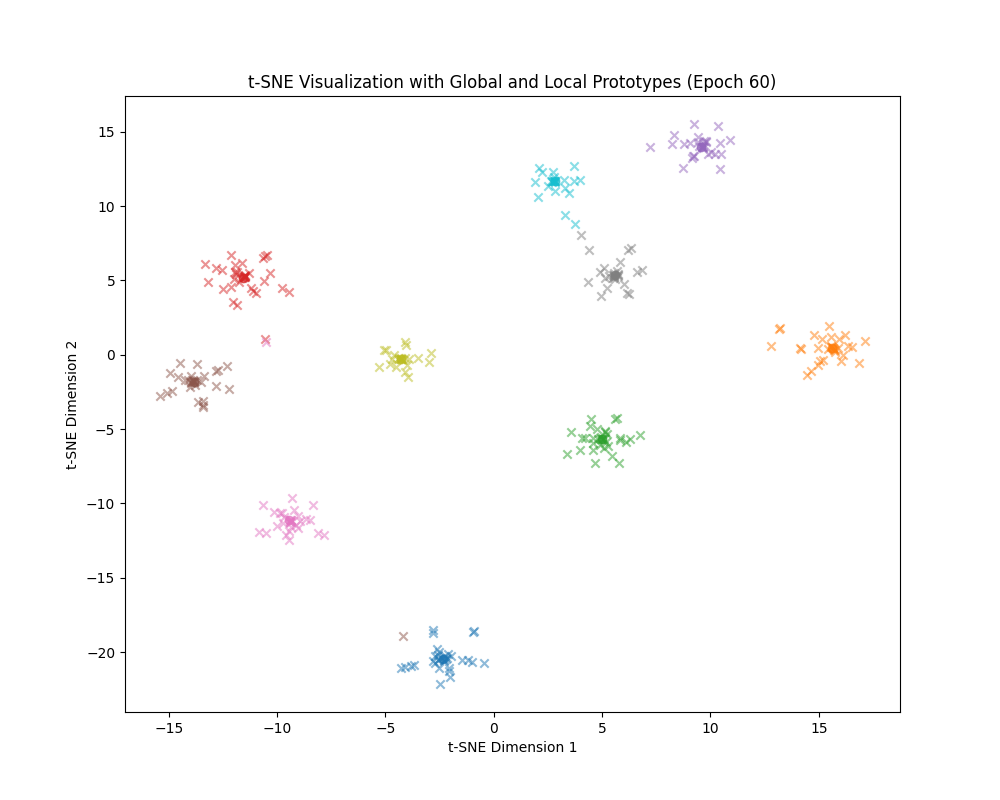 t-SNE Visualization with Global and Local Prototypes (Epoch 60)
15
10
5
0
−5
−10
−15
−20
t-SNE Dimension 2
−15 −10 −5 0 5 10 15
t-SNE Dimension 1